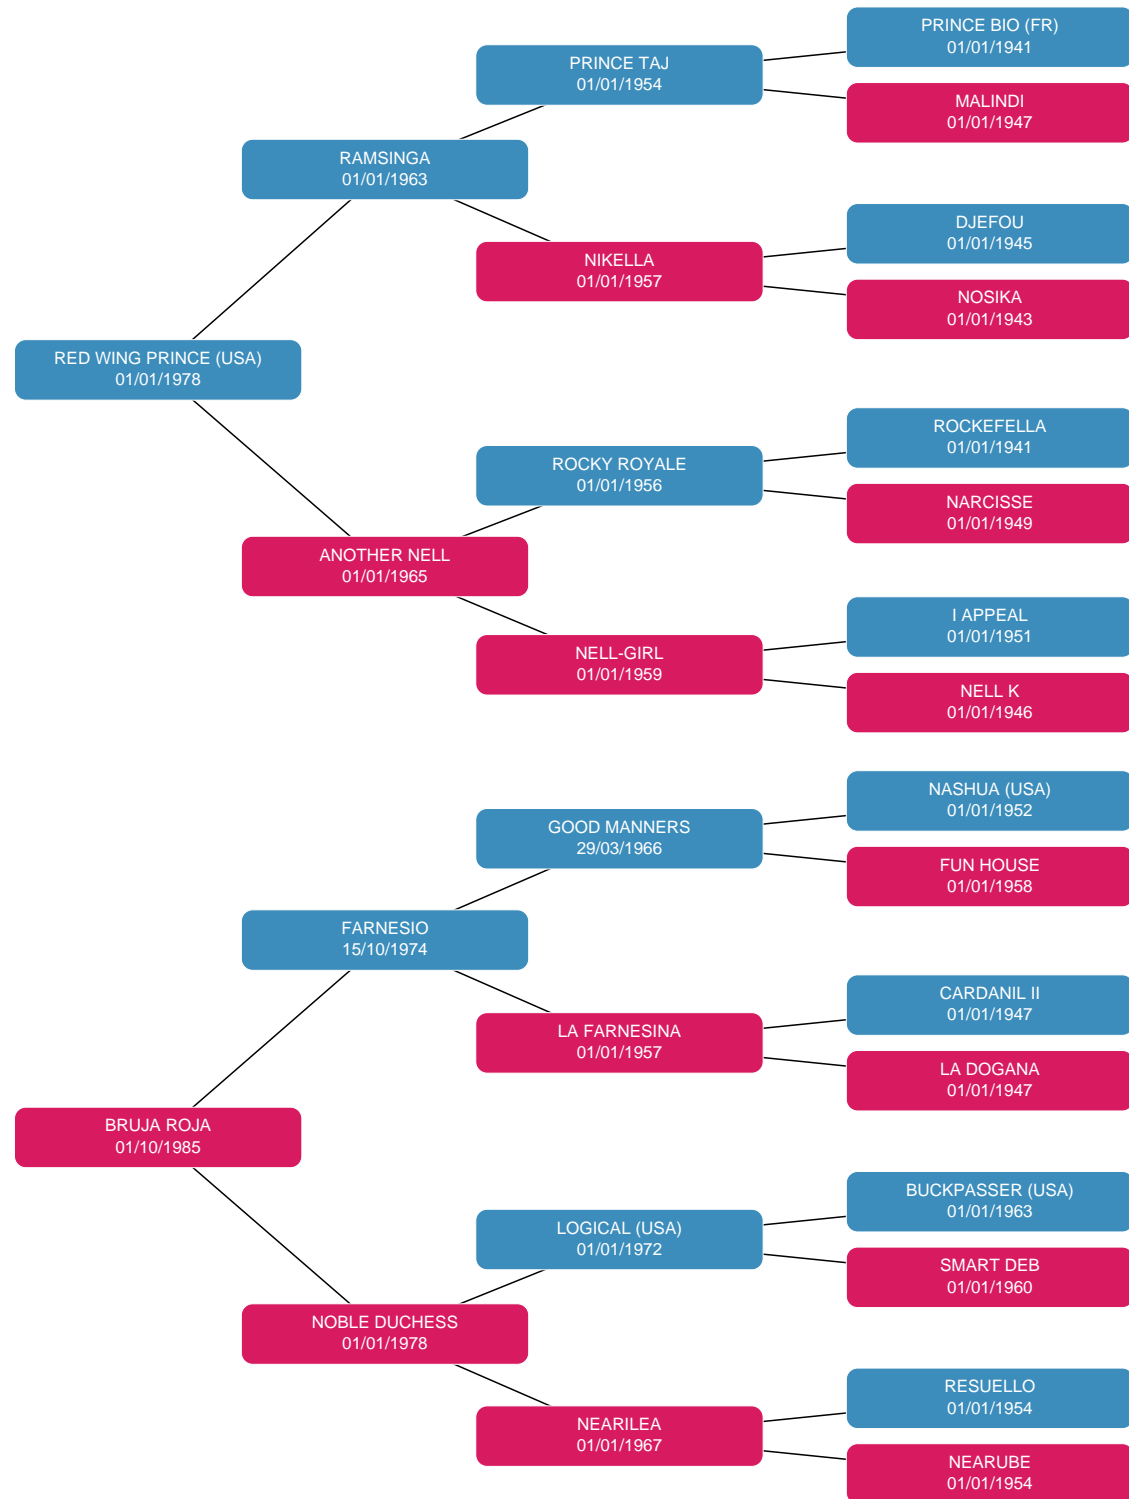 PRINCE BIO (FR)
01/01/1941
PRINCE TAJ
01/01/1954
MALINDI
01/01/1947
RAMSINGA
01/01/1963
DJEFOU
01/01/1945
NIKELLA
01/01/1957
NOSIKA
01/01/1943
RED WING PRINCE (USA)
01/01/1978
ROCKEFELLA
01/01/1941
ROCKY ROYALE
01/01/1956
NARCISSE
01/01/1949
ANOTHER NELL
01/01/1965
I APPEAL
01/01/1951
NELL-GIRL
01/01/1959
NELL K
01/01/1946
NASHUA (USA)
01/01/1952
GOOD MANNERS
29/03/1966
FUN HOUSE
01/01/1958
FARNESIO
15/10/1974
CARDANIL II
01/01/1947
LA FARNESINA
01/01/1957
LA DOGANA
01/01/1947
BRUJA ROJA
01/10/1985
BUCKPASSER (USA)
01/01/1963
LOGICAL (USA)
01/01/1972
SMART DEB
01/01/1960
NOBLE DUCHESS
01/01/1978
RESUELLO
01/01/1954
NEARILEA
01/01/1967
NEARUBE
01/01/1954